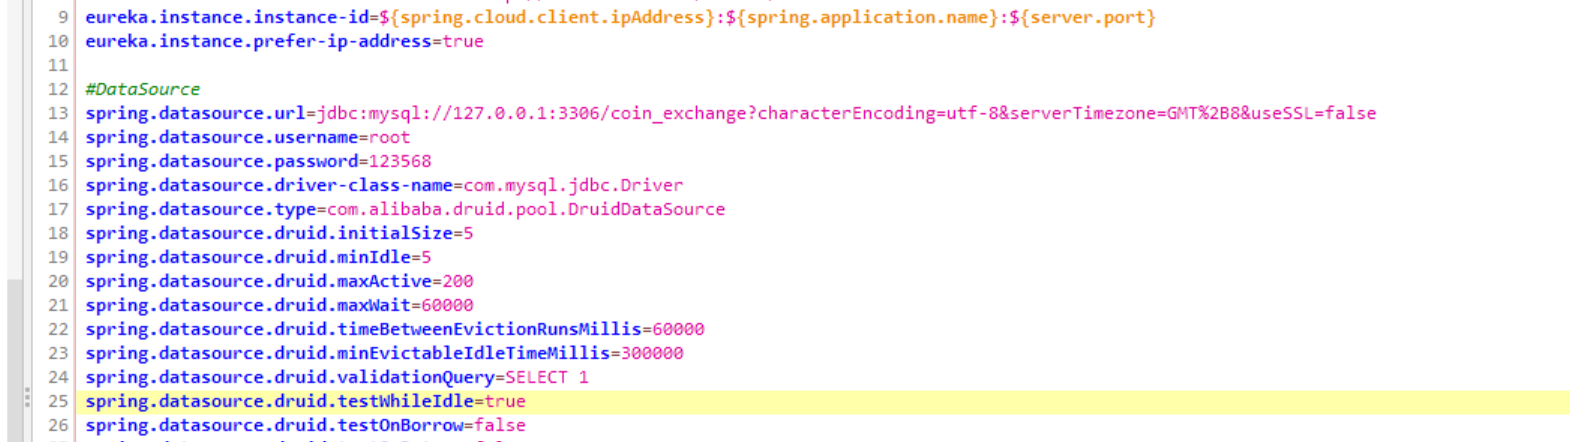 9 eureka.instance.instance-id=${spring.cloud.client.ipAddress}:${spring.application.name}:${server.port}
10 eureka.instance.prefer-ip-address=true
11
12 #DataSource
13 spring.datasource.url=jdbc:mysql://127.0.0.1:3306/coin_exchange?characterEncoding=utf-8&serverTimezone=GMT%2B8&useSSL=false
14 spring.datasource.username=root
15 spring.datasource.password=123568
16 spring.datasource.driver-class-name=com.mysql.jdbc.Driver
17 spring.datasource.type=com.alibaba.druid.pool.DruidDataSource
18 spring.datasource.druid.initialSize=5
19 spring.datasource.druid.minIdle=5
20 spring.datasource.druid.maxActive=200
21 spring.datasource.druid.maxWait=60000
22 spring.datasource.druid.timeBetweenEvictionRunsMillis=60000
23 spring.datasource.druid.minEvictableIdleTimeMillis=300000
24 spring.datasource.druid.validationQuery=SELECT 1
25 spring.datasource.druid.testWhileIdle=true
26 spring.datasource.druid.testOnBorrow=false